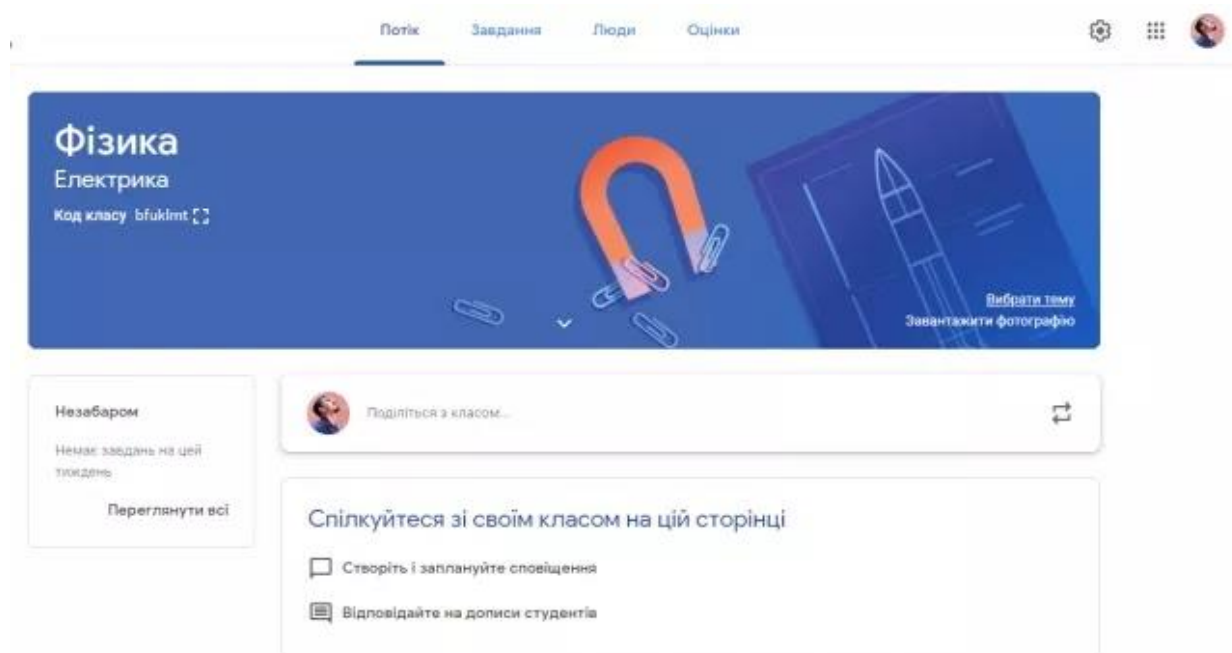 Потік
Завдання
Люди
Оцінки
Фізика
Електрика
Код класу bfuklmt
Вибрати тему
Завантажити фотографію
Незабаром
Немає завдань на цей
тиждень
Переглянути всі
Поділіться з класом...
Спілкуйтеся зі своїм класом на цій сторінці
Створіть і заплануйте сповіщення
Відповідайте на дописи студентів